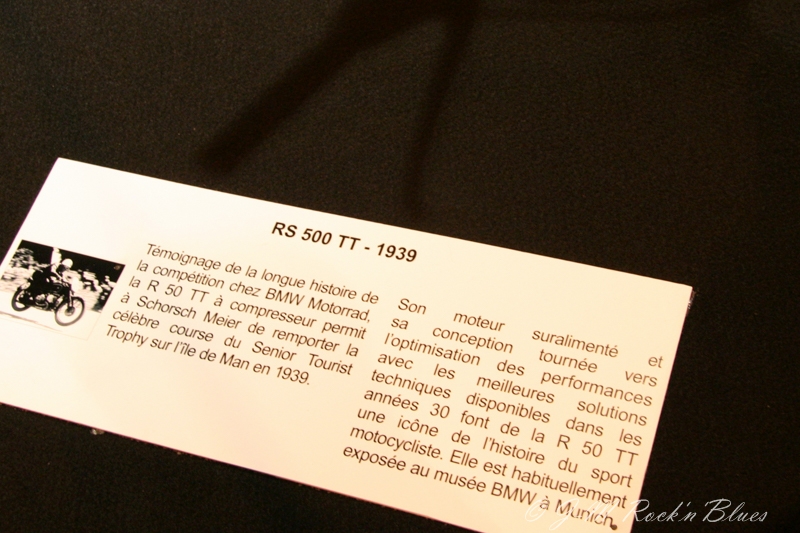 RS 500 TT - 1939
Témoignage de la longue histoire de
la compétition chez BMW Motorrad,
la R 50 TT à compresseur permit
à Schorsch Meier de remporter la
célèbre course du Senior Tourist
Trophy sur l'île de Man en 1939.
Son moteur suralimenté et
sa conception tournée vers
l'optimisation des performances
avec les meilleures solutions
techniques disponibles dans les
années 30 font de la R 50 TT
une icône de l'histoire du sport
motocycliste. Elle est habituellement
exposée au musée BMW à Munich.
Rock'n Blues